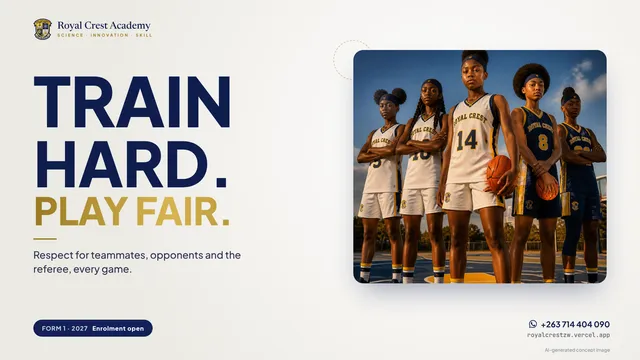 Royal Crest Academy
SCIENCE · INNOVATION · SKILL
TRAIN
HARD.
PLAY FAIR.
Respect for teammates, opponents and the
referee, every game.
ROYAL CREST
14
8
FORM 1 · 2027 Enrolment open
+263 714 404 090
royalcrestzw.vercel.app
AI-generated concept image